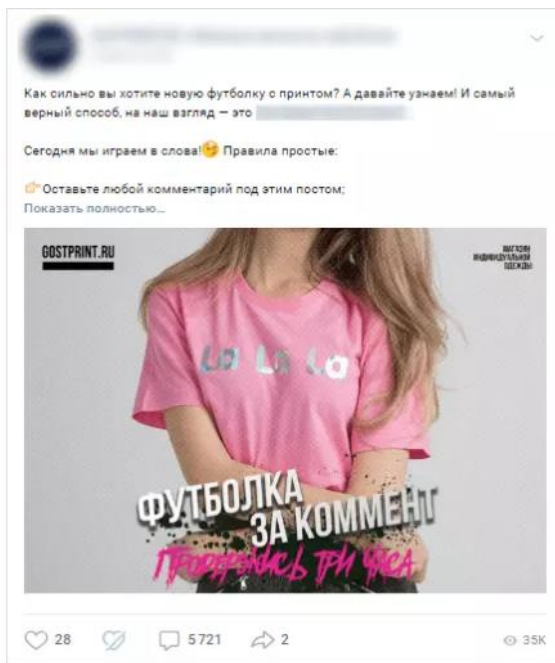 Как сильно вы хотите новую футболку с принтом? А давайте узнаем! И самый
верный способ, на наш взгляд — это
Сегодня мы играем в слова! Правила простые:
Оставьте любой комментарий под этим постом;
Показать полностью...
GOSTPRINT.RU
МАГАЗИН
ИНДИВИДУАЛЬНОЙ
ОДЕЖДЫ
La La La
ФУТБОЛКА
ЗА КОММЕНТ
ПРОДЕРЖИСЬ ТРИ ЧАСА
28
5721
2
35K